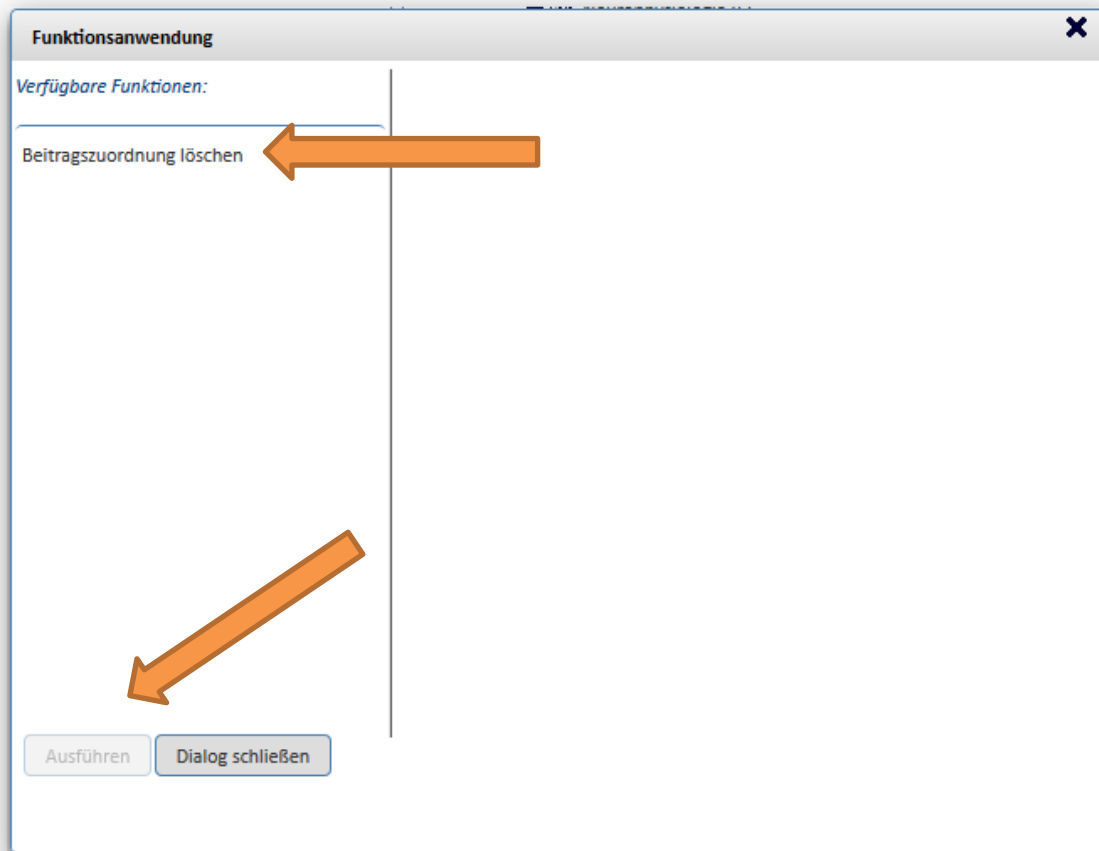 Funktionsanwendung
Verfügbare Funktionen:
Beitragszuordnung löschen
Ausführen
Dialog schließen